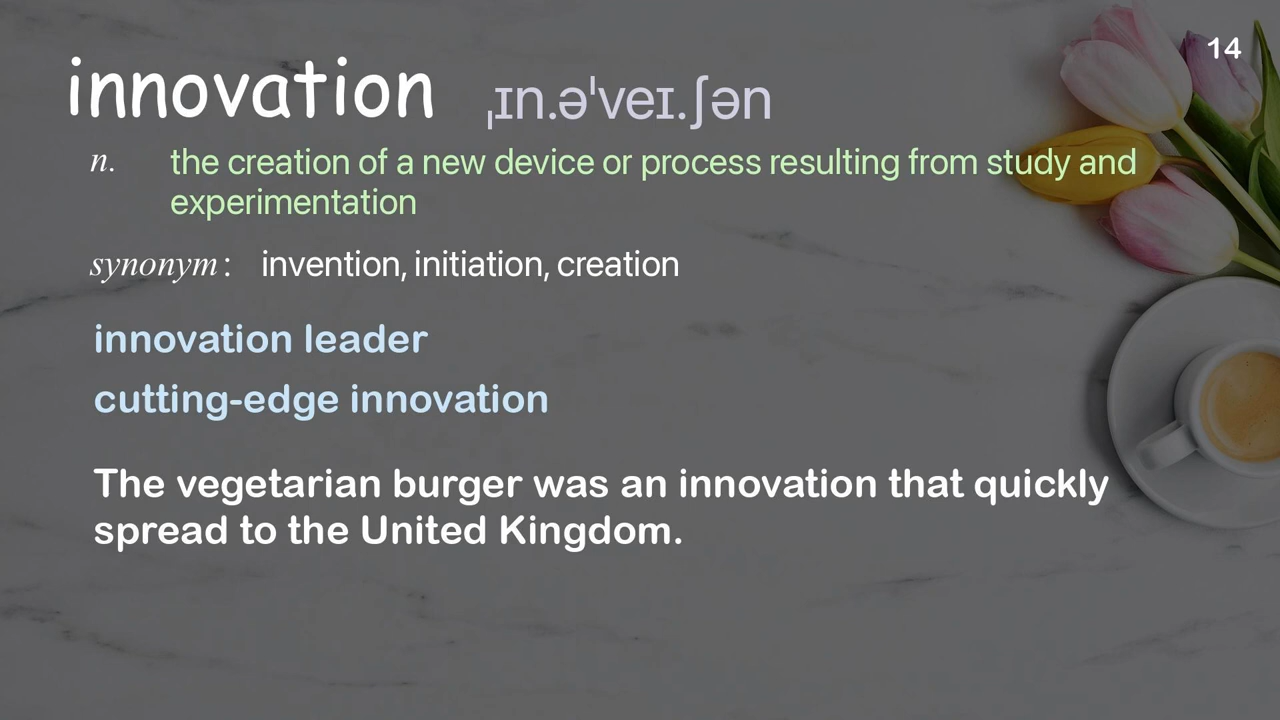 14
innovation ˌɪn.əˈveɪ.ʃən
n. the creation of a new device or process resulting from study and
experimentation
synonym : invention, initiation, creation
innovation leader
cutting-edge innovation
The vegetarian burger was an innovation that quickly
spread to the United Kingdom.